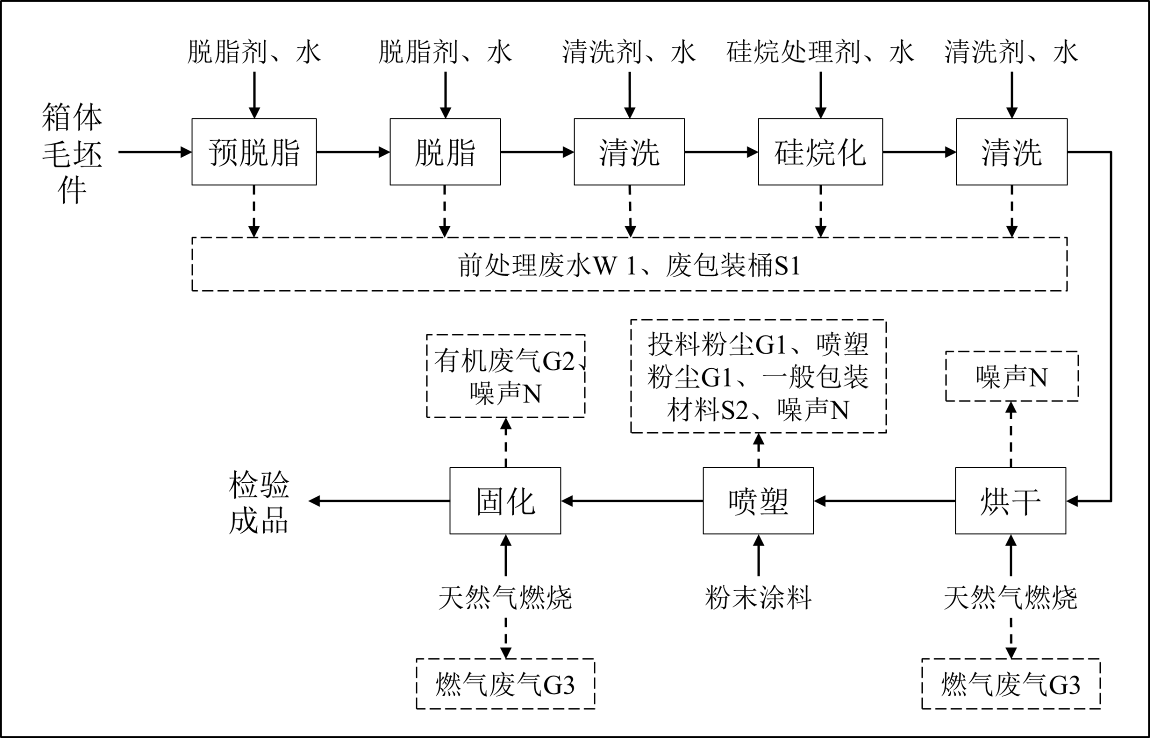 脱脂剂、水
脱脂剂、水
清洗剂、水
硅烷处理剂、水
清洗剂、水
箱体
毛坯
件
预脱脂
脱脂
清洗
硅烷化
清洗
前处理废水W 1、废包装桶S1
有机废气G2、
噪声N
投料粉尘G1、喷塑
粉尘G1、一般包装
材料S2、噪声N
噪声N
检验
成品
固化
喷塑
烘干
天然气燃烧
粉末涂料
天然气燃烧
燃气废气G3
燃气废气G3